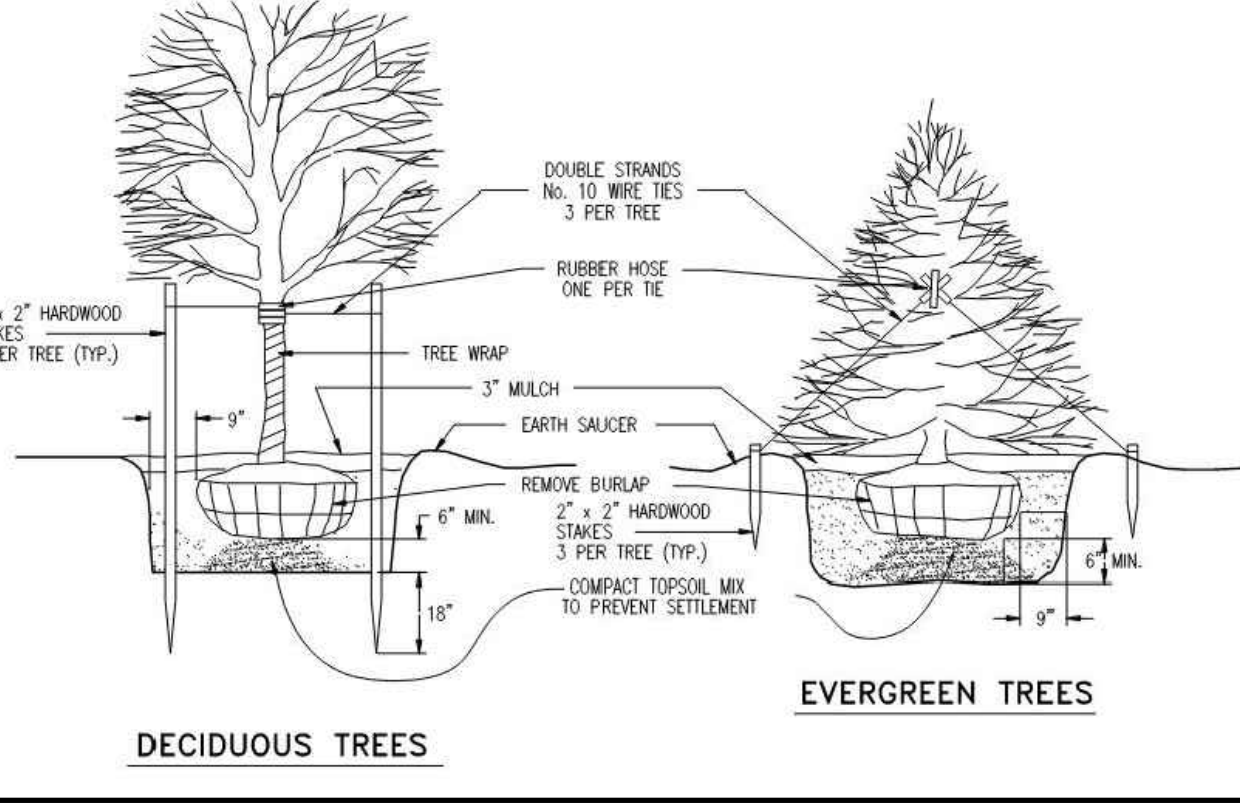 DOUBLE STRANDS
No. 10 WIRE TIES
3 PER TREE
RUBBER HOSE
ONE PER TIE
x 2" HARDWOOD
KES
ER TREE (TYP.)
TREE WRAP
3" MULCH
9"
EARTH SAUCER
REMOVE BURLAP
6" MIN.
2" x 2" HARDWOOD
STAKES
3 PER TREE (TYP.)
6" MIN.
COMPACT TOPSOIL MIX
TO PREVENT SETTLEMENT
18"
9"
EVERGREEN TREES
DECIDUOUS TREES